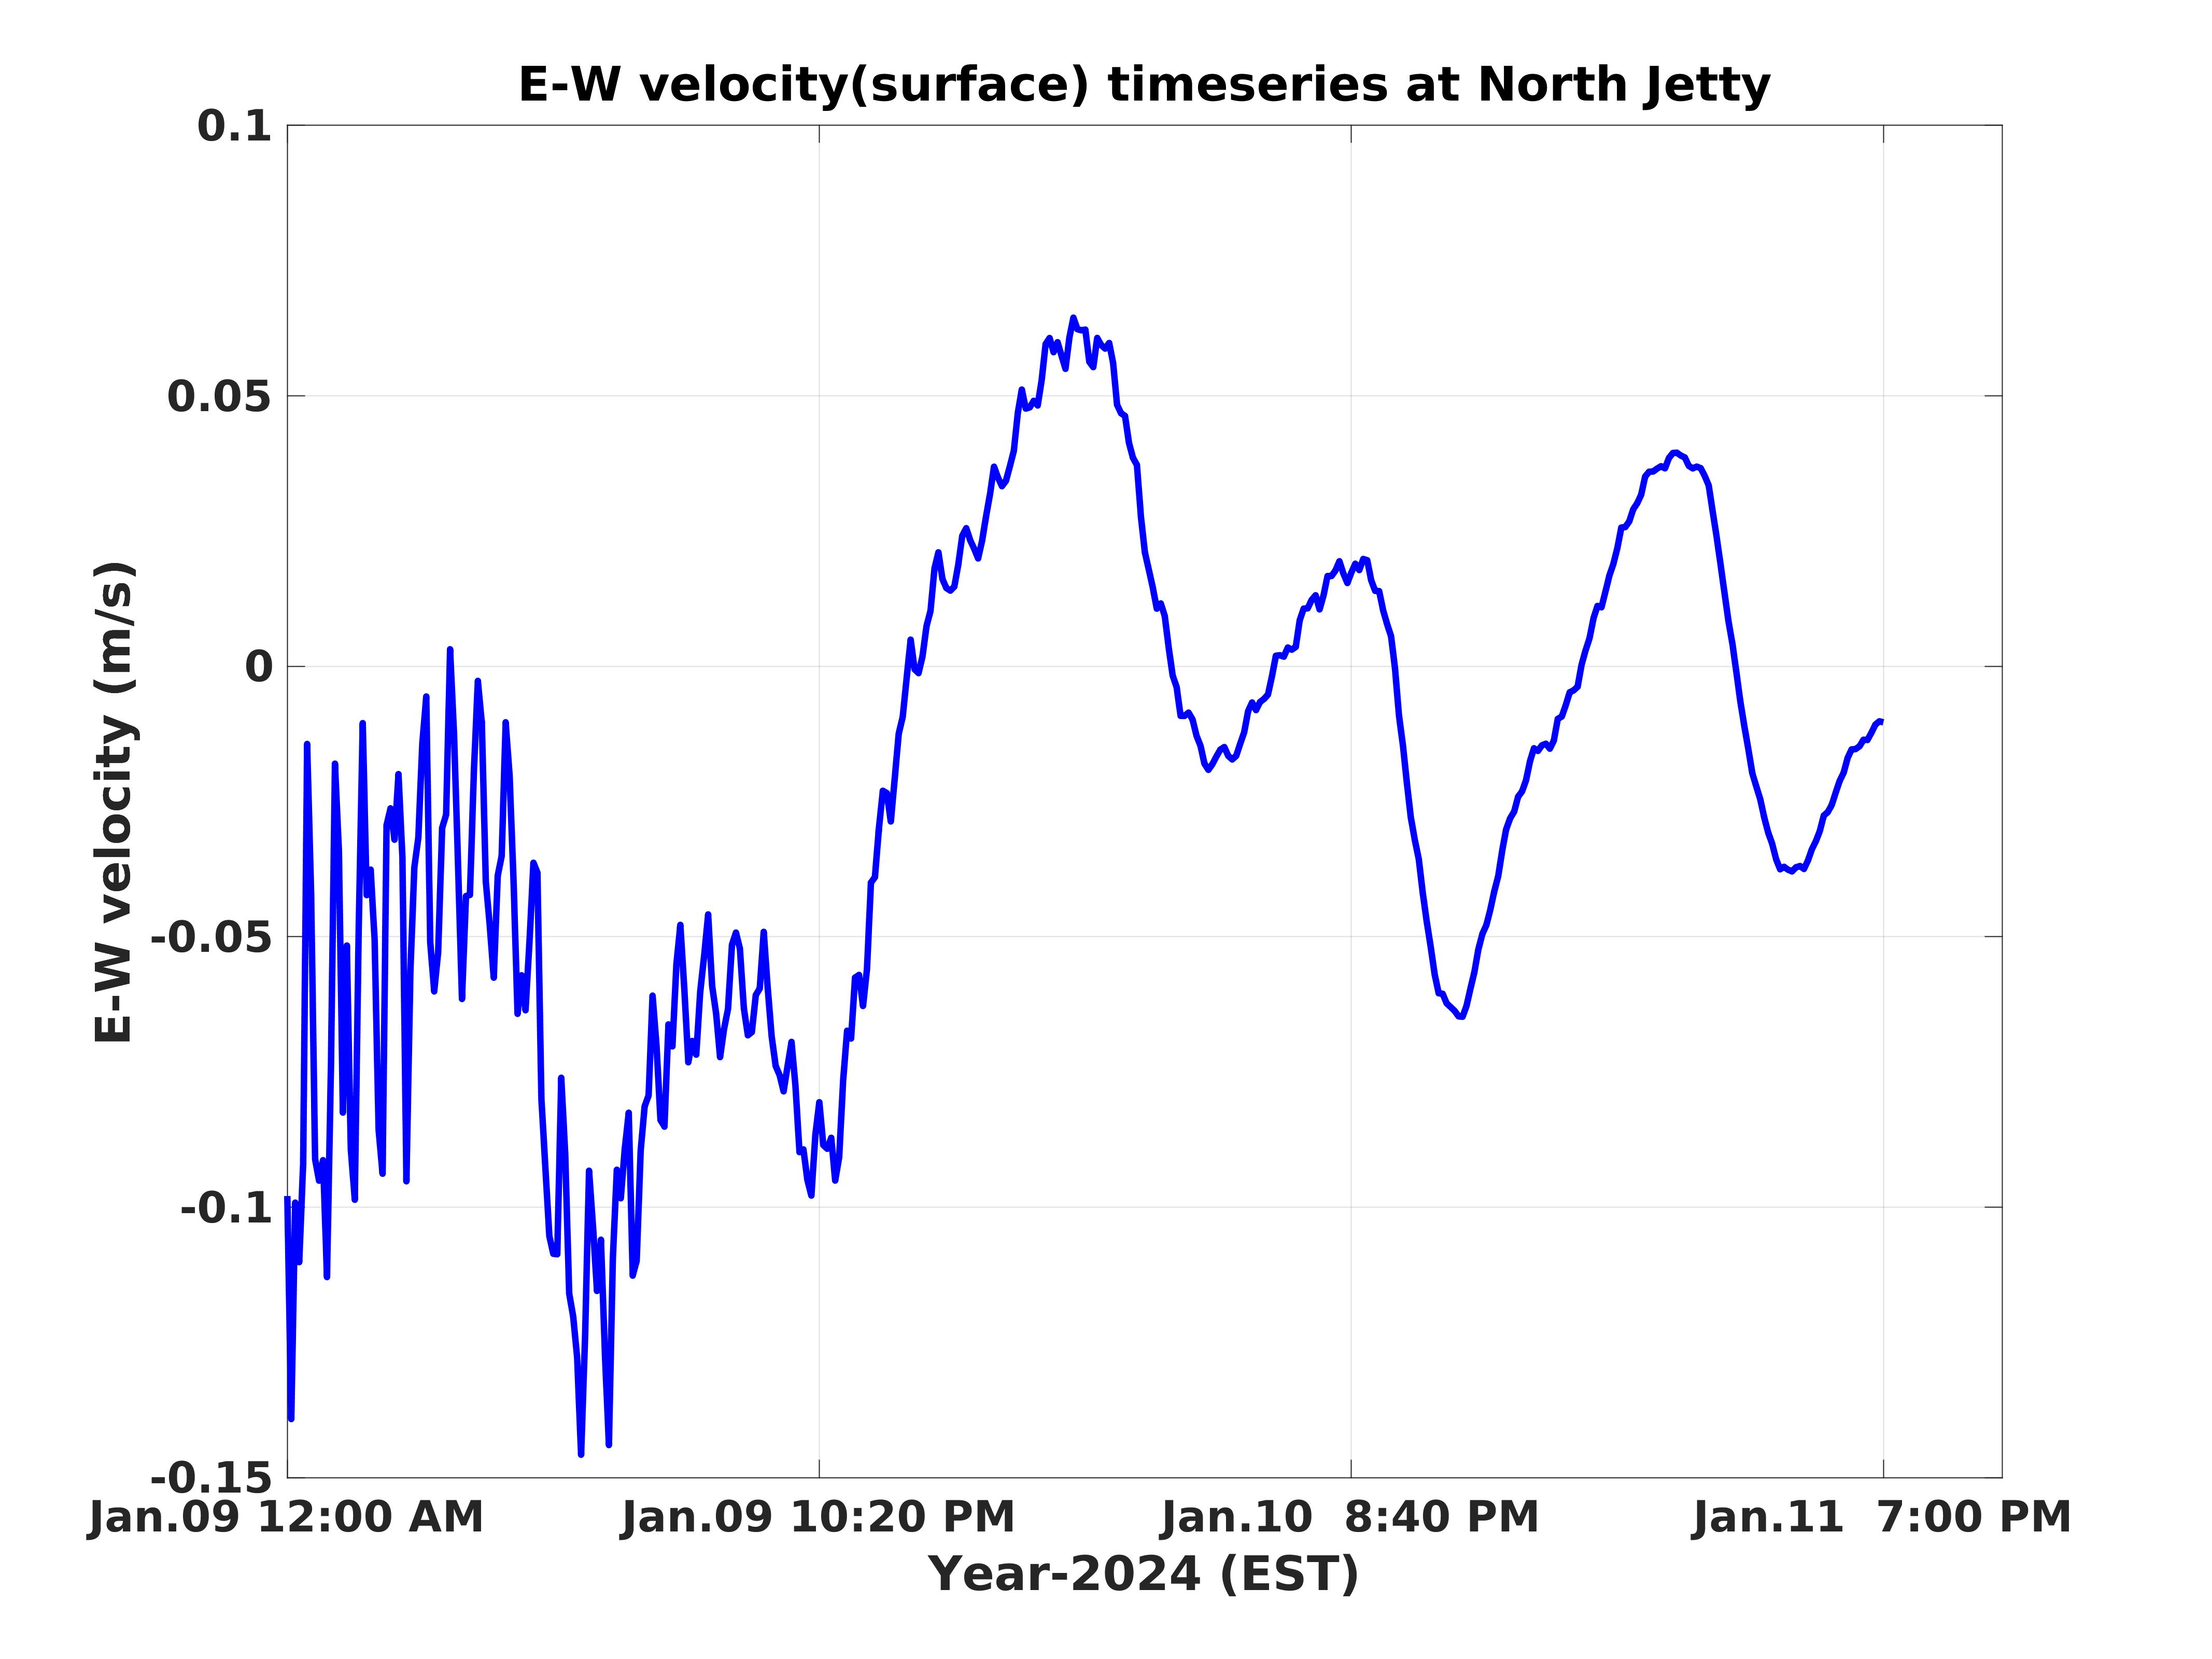 E-W velocity(surface) timeseries at North Jetty
0.1
0.05
0
-0.05
-0.1
-0.15
E-W velocity (m/s)
Jan.09 12:00 AM
Jan.09 10:20 PM
Jan.10  8:40 PM
Jan.11  7:00 PM
Year-2024 (EST)